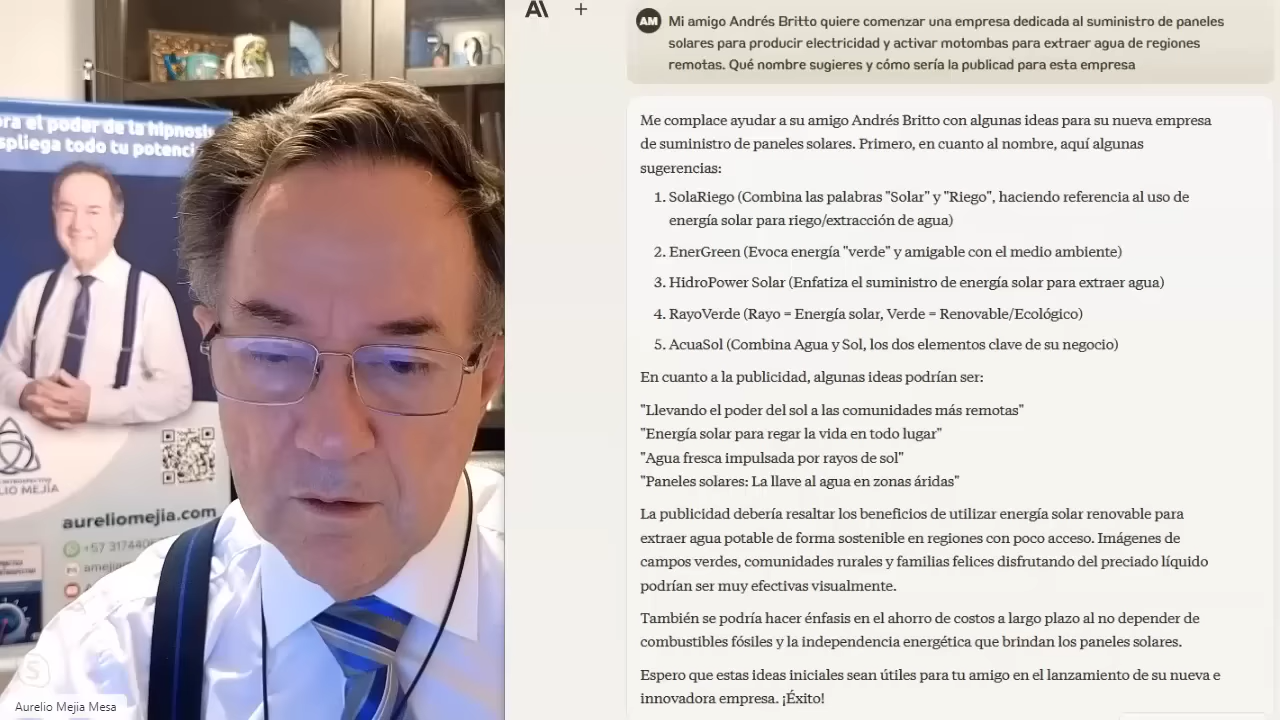 ra el poder de la hipnosis
spliega todo tu potenci
LIO MEJÍA
aureliomejia.com
+57 317440
amejia
Aurelio Mejia Mesa
AM
Mi amigo Andrés Britto quiere comenzar una empresa dedicada al suministro de paneles
solares para producir electricidad y activar motombas para extraer agua de regiones
remotas. Qué nombre sugieres y cómo sería la publicad para esta empresa
Me complace ayudar a su amigo Andrés Britto con algunas ideas para su nueva empresa
de suministro de paneles solares. Primero, en cuanto al nombre, aquí algunas
sugerencias:
1. SolaRiego (Combina las palabras "Solar" y "Riego", haciendo referencia al uso de
energía solar para riego/extracción de agua)
2. EnerGreen (Evoca energía "verde" y amigable con el medio ambiente)
3. HidroPower Solar (Enfatiza el suministro de energía solar para extraer agua)
4. RayoVerde (Rayo = Energía solar, Verde = Renovable/Ecológico)
5. AcuaSol (Combina Agua y Sol, los dos elementos clave de su negocio)
En cuanto a la publicidad, algunas ideas podrían ser:
"Llevando el poder del sol a las comunidades más remotas"
"Energía solar para regar la vida en todo lugar"
"Agua fresca impulsada por rayos de sol"
"Paneles solares: La llave al agua en zonas áridas"
La publicidad debería resaltar los beneficios de utilizar energía solar renovable para
extraer agua potable de forma sostenible en regiones con poco acceso. Imágenes de
campos verdes, comunidades rurales y familias felices disfrutando del preciado líquido
podrían ser muy efectivas visualmente.
También se podría hacer énfasis en el ahorro de costos a largo plazo al no depender de
combustibles fósiles y la independencia energética que brindan los paneles solares.
Espero que estas ideas iniciales sean útiles para tu amigo en el lanzamiento de su nueva e
innovadora empresa. ¡Éxito!